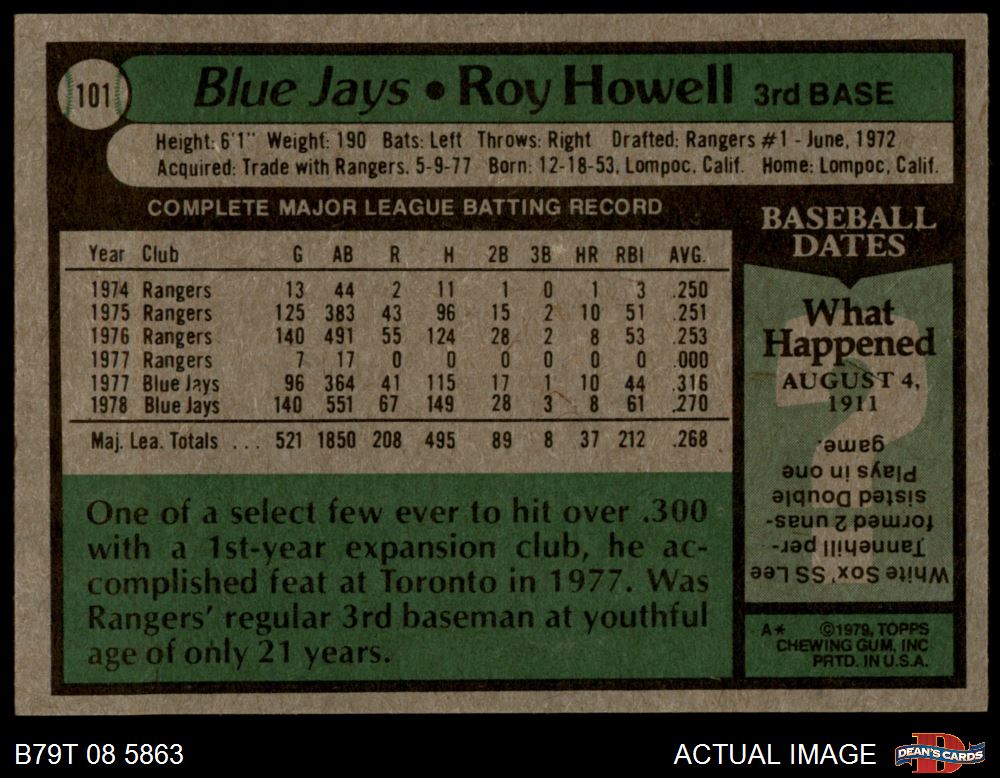 101
Blue Jays • Roy Howell 3rd BASE
Height: 6'1" Weight: 190 Bats: Left Throws: Right Drafted: Rangers #1 - June, 1972
Acquired: Trade with Rangers. 5-9-77 Born: 12-18-53, Lompoc, Calif. Home: Lompoc, Calif.
COMPLETE MAJOR LEAGUE BATTING RECORD
Year Club G AB R H 2B 3B HR RBI AVG.
1974 Rangers 13 44 2 11 1 0 1 3 .250
1975 Rangers 125 383 43 96 15 2 10 51 .251
1976 Rangers 140 491 55 124 28 2 8 53 .253
1977 Rangers 7 17 0 0 0 0 0 0 .000
1977 Blue Jays 96 364 41 115 17 1 10 44 .316
1978 Blue Jays 140 551 67 149 28 3 8 61 .270
Maj. Lea. Totals ... 521 1850 208 495 89 8 37 212 .268
One of a select few ever to hit over .300
with a 1st-year expansion club, he ac-
complished feat at Toronto in 1977. Was
Rangers' regular 3rd baseman at youthful
age of only 21 years.
BASEBALL
DATES
What
Happened
AUGUST 4,
1911
White Sox' SS Lee
Tannehill per-
formed 2 unas-
sisted Double
Plays in one
game.
A* ©1979, TOPPS
CHEWING GUM, INC
PRTD. IN U.S.A.
B79T 08 5863
ACTUAL IMAGE
DEAN'S CARDS